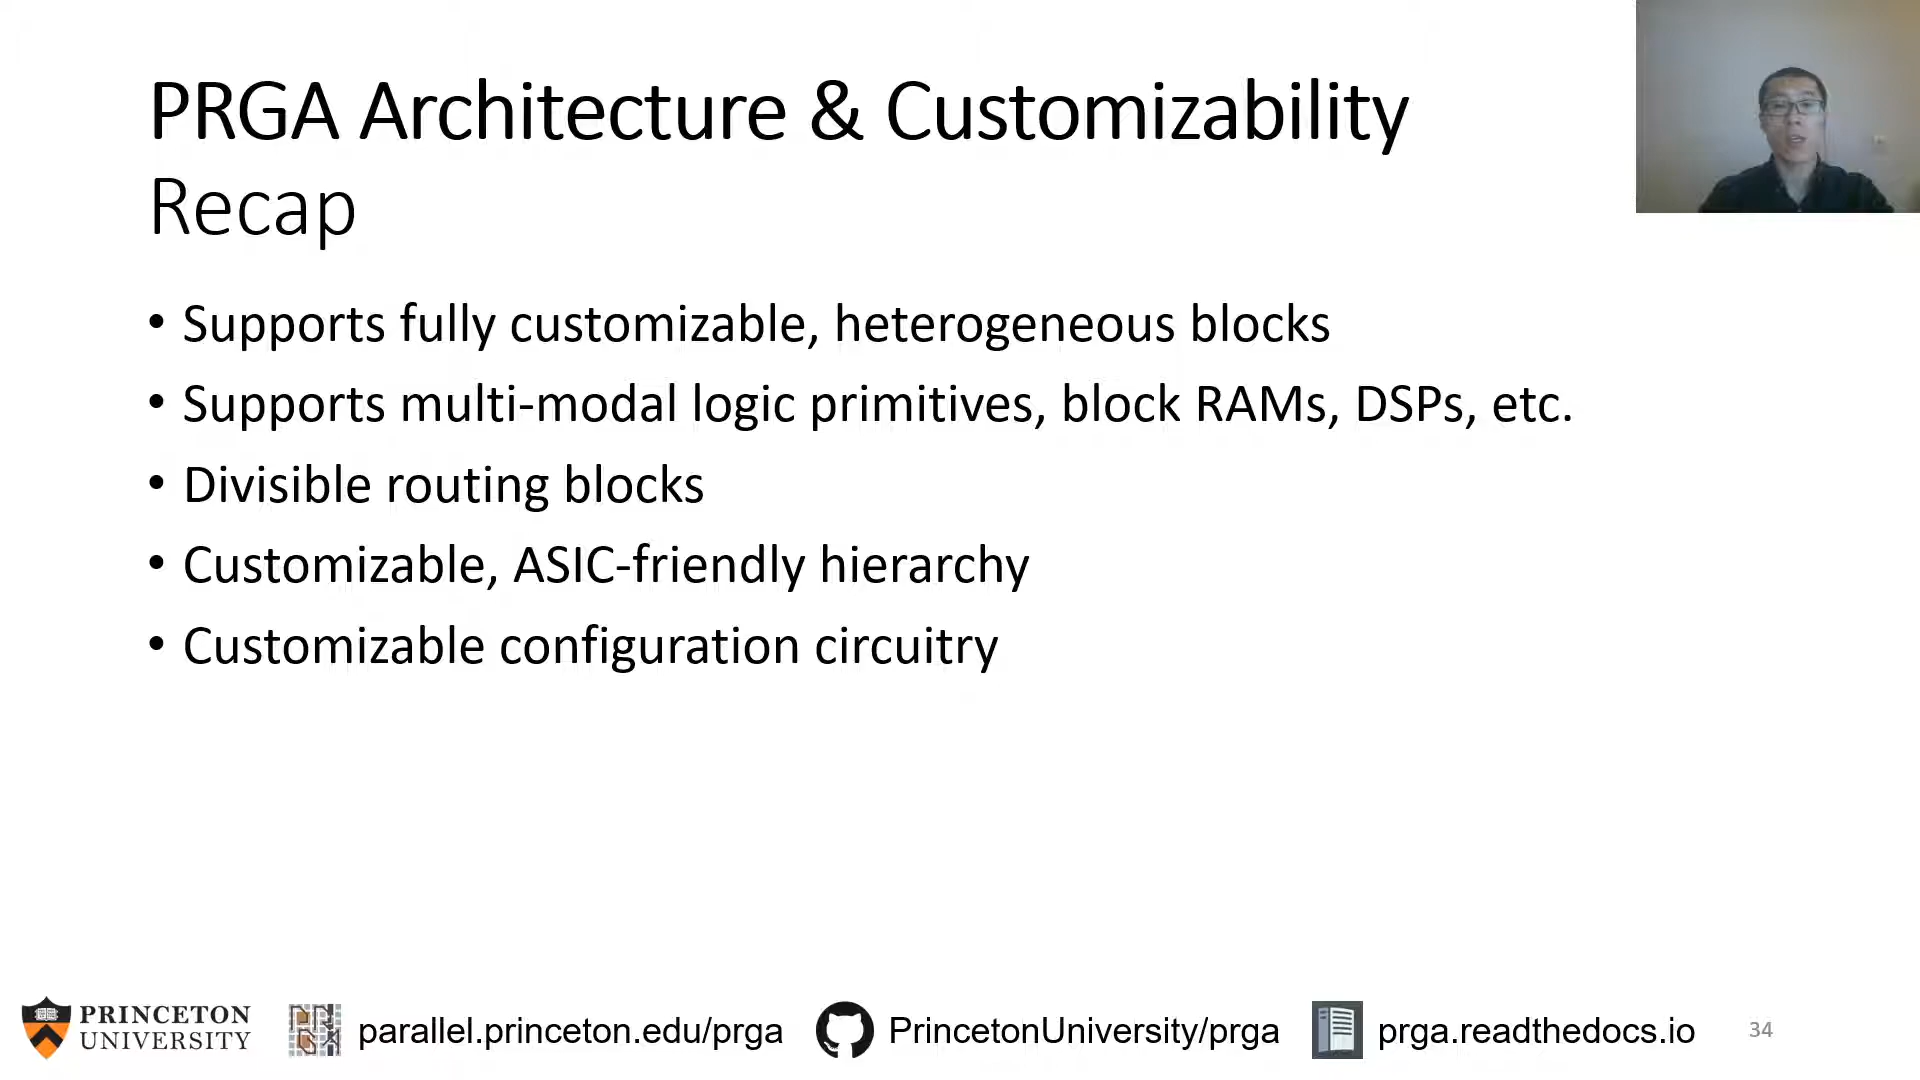 PRGA Architecture & Customizability
Recap
• Supports fully customizable, heterogeneous blocks
• Supports multi-modal logic primitives, block RAMs, DSPs, etc.
• Divisible routing blocks
• Customizable, ASIC-friendly hierarchy
• Customizable configuration circuitry
PRINCETON
UNIVERSITY
PRGA
parallel.princeton.edu/prga
PrincetonUniversity/prga
prga.readthedocs.io
34